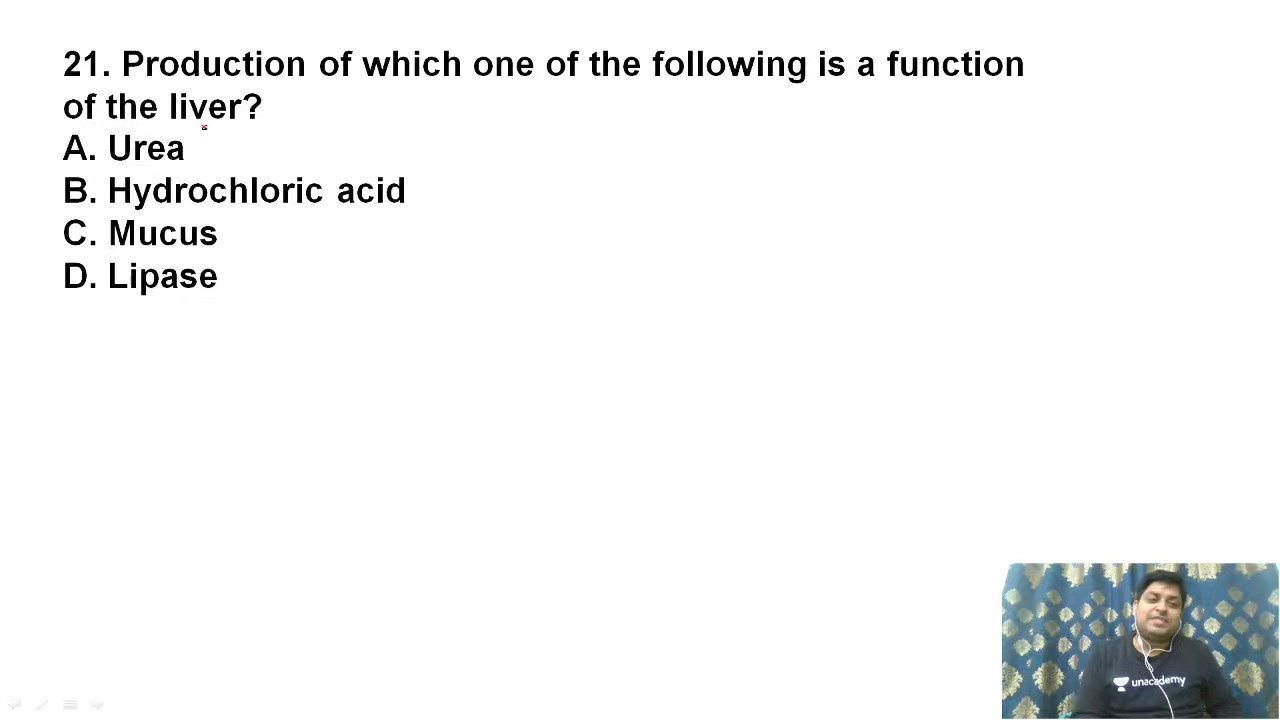 21. Production of which one of the following is a function
of the liver?
A. Urea
B. Hydrochloric acid
C. Mucus
D. Lipase
unacademy